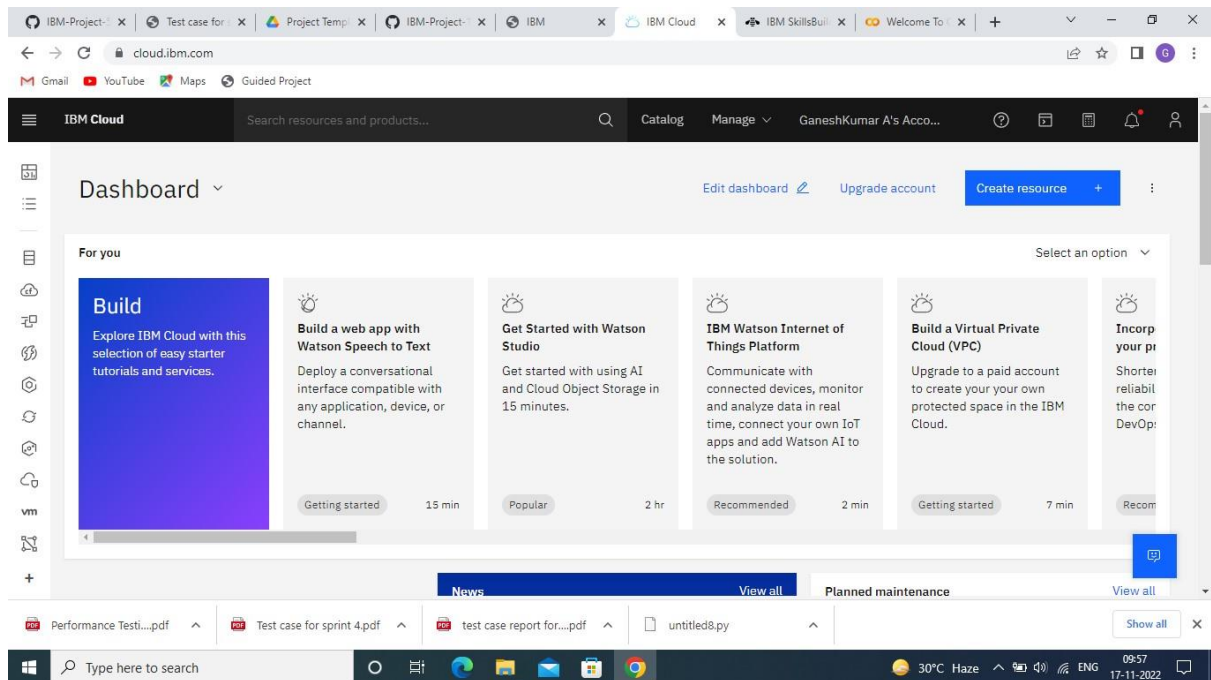 IBM-Project-
Test case for
Project Temp
IBM-Project-
IBM
IBM Cloud
IBM SkillsBuil
Welcome To
cloud.ibm.com
G
Gmail
YouTube
Maps
Guided Project
IBM Cloud
Search resources and products...
Catalog
Manage
GaneshKumar A's Acco...
Dashboard
Edit dashboard
Upgrade account
Create resource +
For you
Select an option
Build
Explore IBM Cloud with this
selection of easy starter
tutorials and services.
Build a web app with
Watson Speech to Text
Deploy a conversational
interface compatible with
any application, device, or
channel.
Getting started
15 min
Get Started with Watson
Studio
Get started with using AI
and Cloud Object Storage in
15 minutes.
Popular
2 hr
IBM Watson Internet of
Things Platform
Communicate with
connected devices, monitor
and analyze data in real
time, connect your own IoT
apps and add Watson AI to
the solution.
Recommended
2 min
Build a Virtual Private
Cloud (VPC)
Upgrade to a paid account
to create your your own
protected space in the IBM
Cloud.
Getting started
7 min
Incorp
your pr
Shorter
reliabil
the cor
DevOps
Recom
vm
News
View all
Planned maintenance
View all
Performance Testi....pdf
Test case for sprint 4.pdf
test case report for....pdf
untitled8.py
Show all
Type here to search
30°C Haze
ENG
09:57
17-11-2022